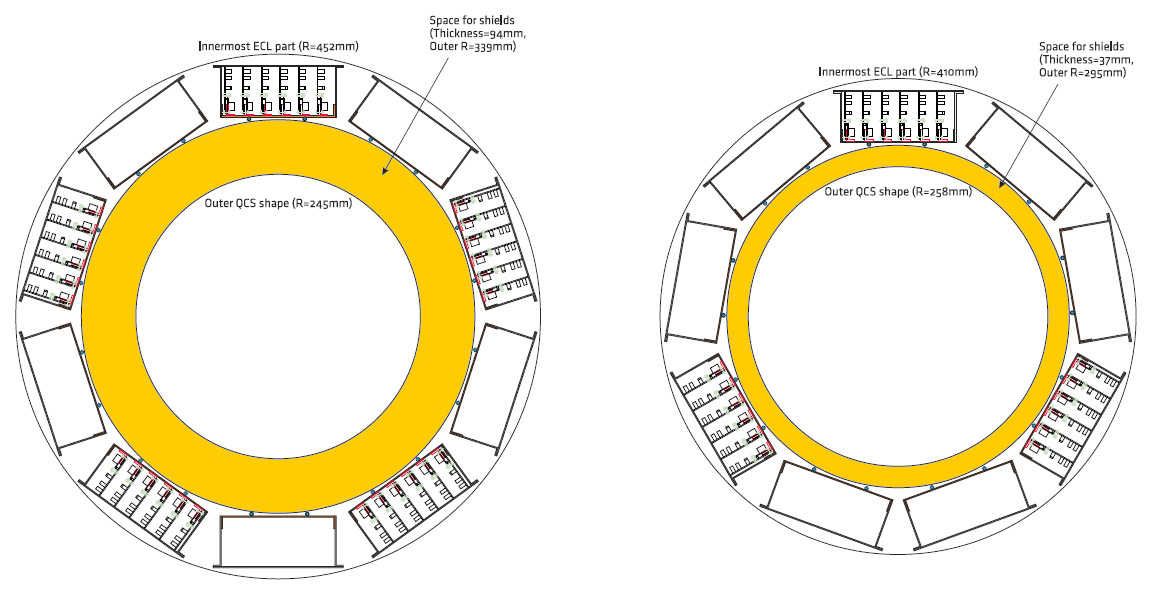 Space for shields
(Thickness=94mm,
Outer R=339mm)
Innermost ECL part (R=452mm)
Outer QCS shape (R=245mm)
Space for shields
(Thickness=37mm,
Outer R=295mm)
Innermost ECL part (R=410mm)
Outer QCS shape (R=258mm)